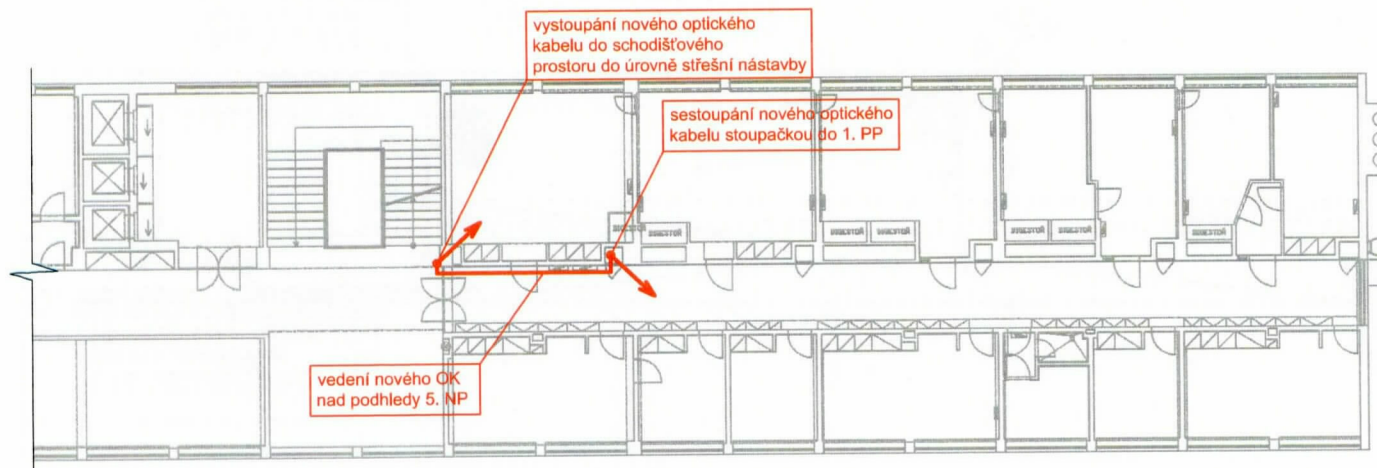 vystoupání nového optického
kabelu do schodišťového
prostoru do úrovně střešní nástavby
sestoupání nového optického
kabelu stoupačkou do 1. PP
DIGESTOŘ
DIGESTOŘ
DIGESTOŘ
DIGESTOŘ
DIGESTOŘ
DIGESTOŘ
vedení nového OK
nad podhledy 5. NP